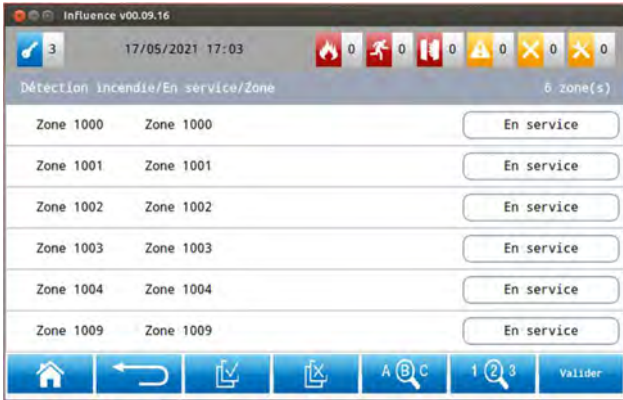 Influence v00.09.16
3 17/05/2021 17:03 0 0 0 0 0 0
Détection incendie/En service/Zone 6 zone(s)
Zone 1000 Zone 1000 En service
Zone 1001 Zone 1001 En service
Zone 1002 Zone 1002 En service
Zone 1003 Zone 1003 En service
Zone 1004 Zone 1004 En service
Zone 1009 Zone 1009 En service
A B C 1 2 3 Valider